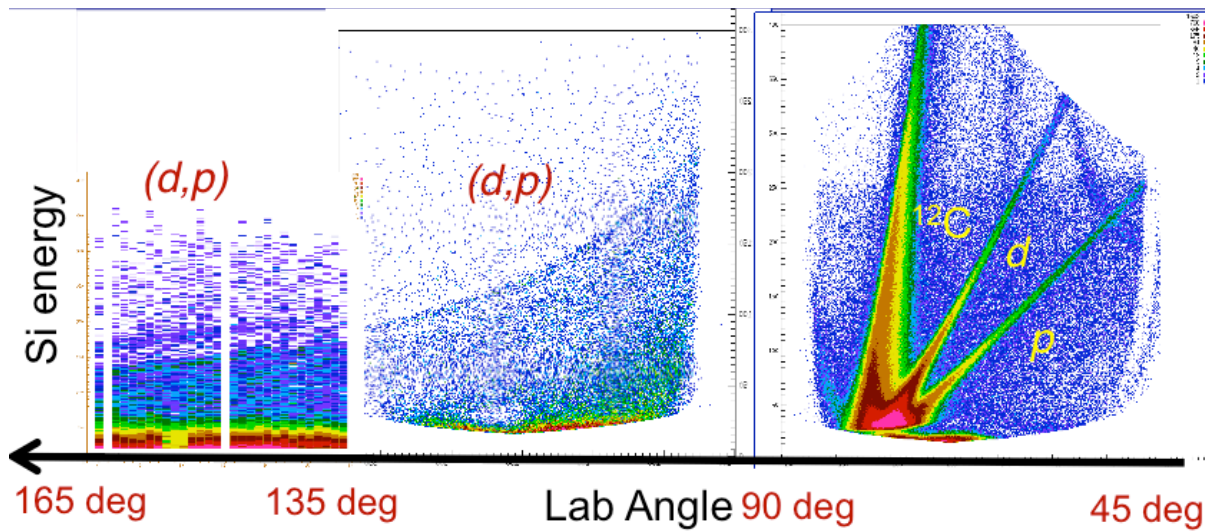 (d,p)
(d,p)
Si energy
¹²C
d
p
165 deg
135 deg
Lab Angle
90 deg
45 deg